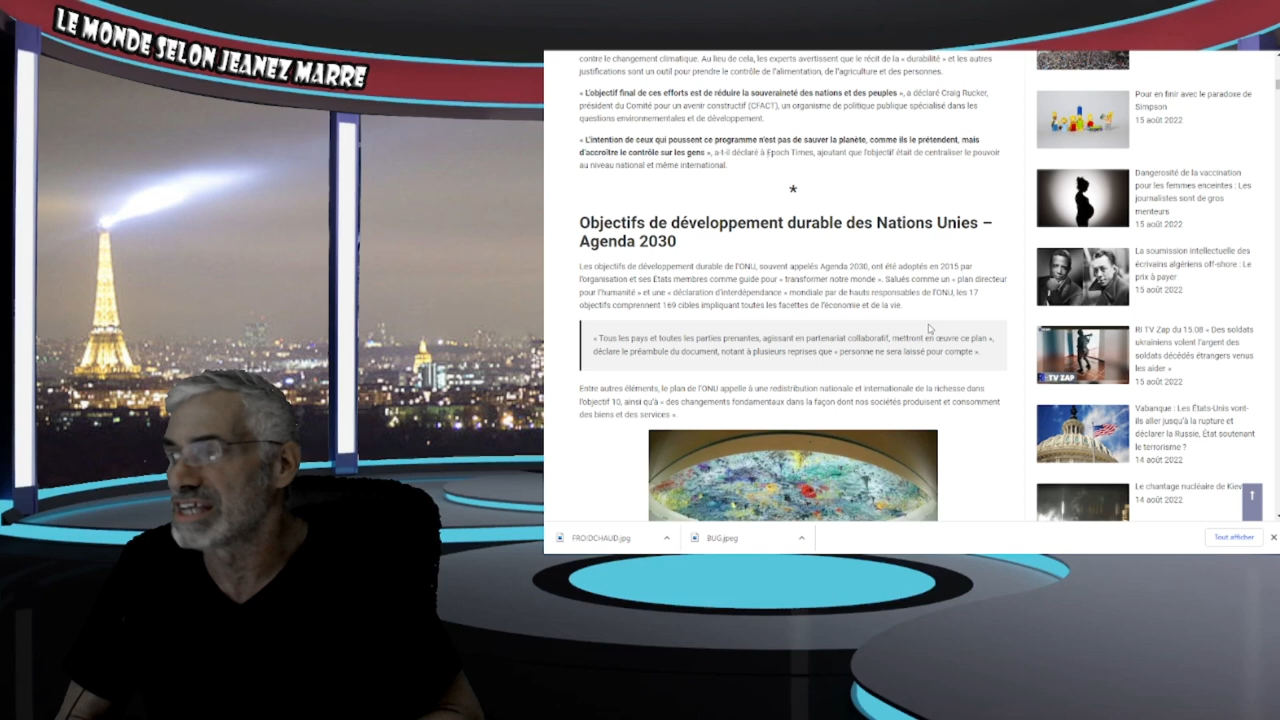 LE MONDE SELON JEANEZ MARRE
contre le changement climatique. Au lieu de cela, les experts avertissent que le récit de la « durabilité » et les autres
justifications sont un outil pour prendre le contrôle de l'alimentation, de l'agriculture et des personnes.
« L'objectif final de ces efforts est de réduire la souveraineté des nations et des peuples », a déclaré Craig Rucker,
président du Comité pour un avenir constructif (CFACT), un organisme de politique publique spécialisé dans les
questions environnementales et de développement.
« L'intention de ceux qui poussent ce programme n'est pas de sauver la planète, comme ils le prétendent, mais
d'accroître le contrôle sur les gens », a-t-il déclaré à Epoch Times, ajoutant que l'objectif était de centraliser le pouvoir
au niveau national et même international.
*
Objectifs de développement durable des Nations Unies –
Agenda 2030
Les objectifs de développement durable de l'ONU, souvent appelés Agenda 2030, ont été adoptés en 2015 par
l'organisation et ses États membres comme guide pour « transformer notre monde ». Salués comme un « plan directeur
pour l'humanité » et une « déclaration d'interdépendance » mondiale par de hauts responsables de l'ONU, les 17
objectifs comprennent 169 cibles impliquant toutes les facettes de l'économie et de la vie.
« Tous les pays et toutes les parties prenantes, agissant en partenariat collaboratif, mettront en œuvre ce plan »,
déclare le préambule du document, notant à plusieurs reprises que « personne ne sera laissé pour compte ».
Entre autres éléments, le plan de l'ONU appelle à une redistribution nationale et internationale de la richesse dans
l'objectif 10, ainsi qu'à « des changements fondamentaux dans la façon dont nos sociétés produisent et consomment
des biens et des services ».
Pour en finir avec le paradoxe de
Simpson
15 août 2022
Dangerosité de la vaccination
pour les femmes enceintes : Les
journalistes sont de gros
menteurs
15 août 2022
La soumission intellectuelle des
écrivains algériens off-shore : Le
prix à payer
15 août 2022
RI TV Zap du 15.08 « Des soldats
ukrainiens volent l'argent des
soldats décédés étrangers venus
les aider »
15 août 2022
TV ZAP
Vabanque : Les États-Unis vont-
ils aller jusqu'à la rupture et
déclarer la Russie, État soutenant
le terrorisme ?
14 août 2022
Le chantage nucléaire de Kiev
14 août 2022
FROIDCHAUD.jpg
BUG.jpeg
Tout afficher